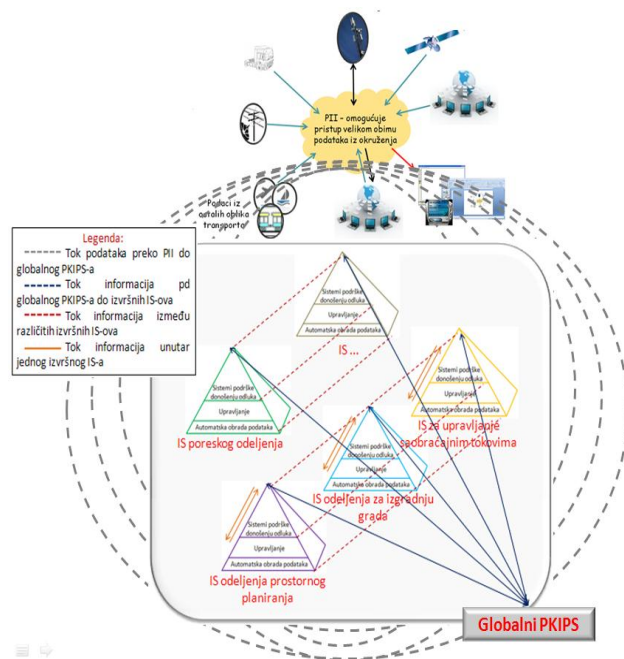 PII - omogućuje
pristup velikom obimu
podataka iz okruženja
Podaci iz
ostalih oblika
transporta
Legenda:
Tok podataka preko PII do
globalnog PKIPS-a
Tok informacija pd
globalnog PKIPS-a do izvršnih IS-ova
Tok informacija između
različitih izvršnih IS-ova
Tok informacija unutar
jednog izvršnog IS-a
Sistemi podrške
donošenju odluka
Upravljanje
Automatska obrada podataka
IS ...
Sistemi podrške
donošenju odluka
Upravljanje
Automatska obrada podataka
IS poreskog odeljenja
Sistemi podrške
donošenju odluka
Upravljanje
Automatska obrada podataka
IS za upravljanje
saobraćajnim tokovima
Sistemi podrške
donošenju odluka
Upravljanje
Automatska obrada podataka
IS odeljenja za izgradnju
grada
Sistemi podrške
donošenju odluka
Upravljanje
Automatska obrada podataka
IS odeljenja prostornog
planiranja
Globalni PKIPS